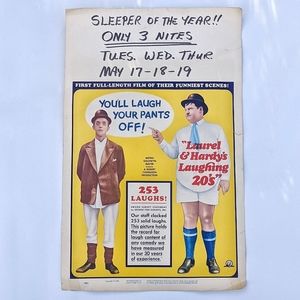 SLEEPER OF THE YEAR!!
ONLY 3 NITES
TUES. WED. THUR.
MAY 17-18-19
FIRST FULL-LENGTH FILM OF THEIR FUNNIEST SCENES!
YOU'LL LAUGH
YOUR PANTS
OFF!
"Laurel
& Hardy's
Laughing
20's"
253
LAUGHS!
Our staff clocked
253 solid laughs.
This picture holds
the record for
laugh content of
any comedy we
have measured
in our 20 years
of experience.